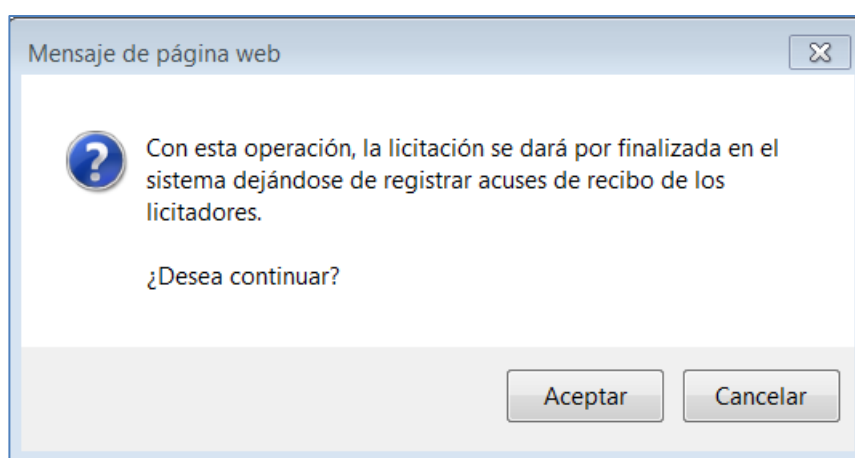 Mensaje de página web
Con esta operación, la licitación se dará por finalizada en el
sistema dejándose de registrar acuses de recibo de los
licitadores.
¿Desea continuar?
Aceptar
Cancelar